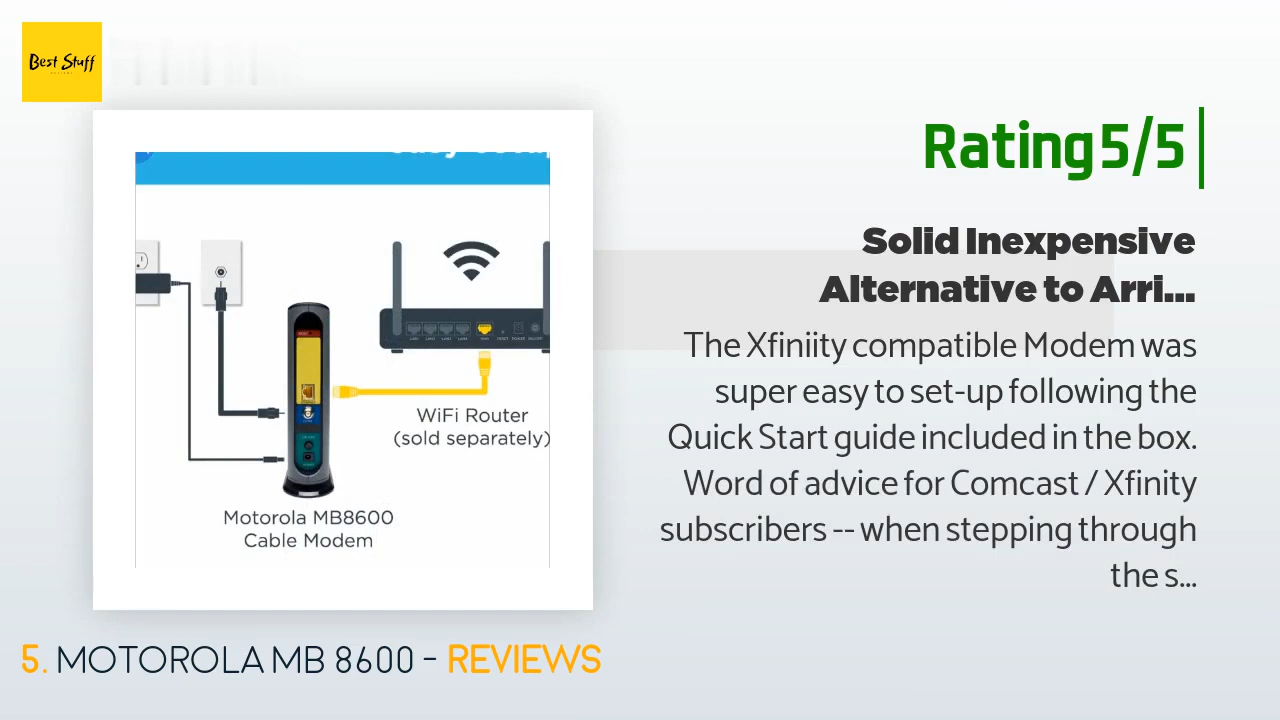 Best Stuff
Rating 5/5
Solid Inexpensive
Alternative to Arri...
The Xfiniity compatible Modem was
super easy to set-up following the
Quick Start guide included in the box.
Word of advice for Comcast / Xfinity
subscribers -- when stepping through
the s...
WiFi Router
(sold separately)
Motorola MB8600
Cable Modem
5. MOTOROLA MB 8600 - REVIEWS